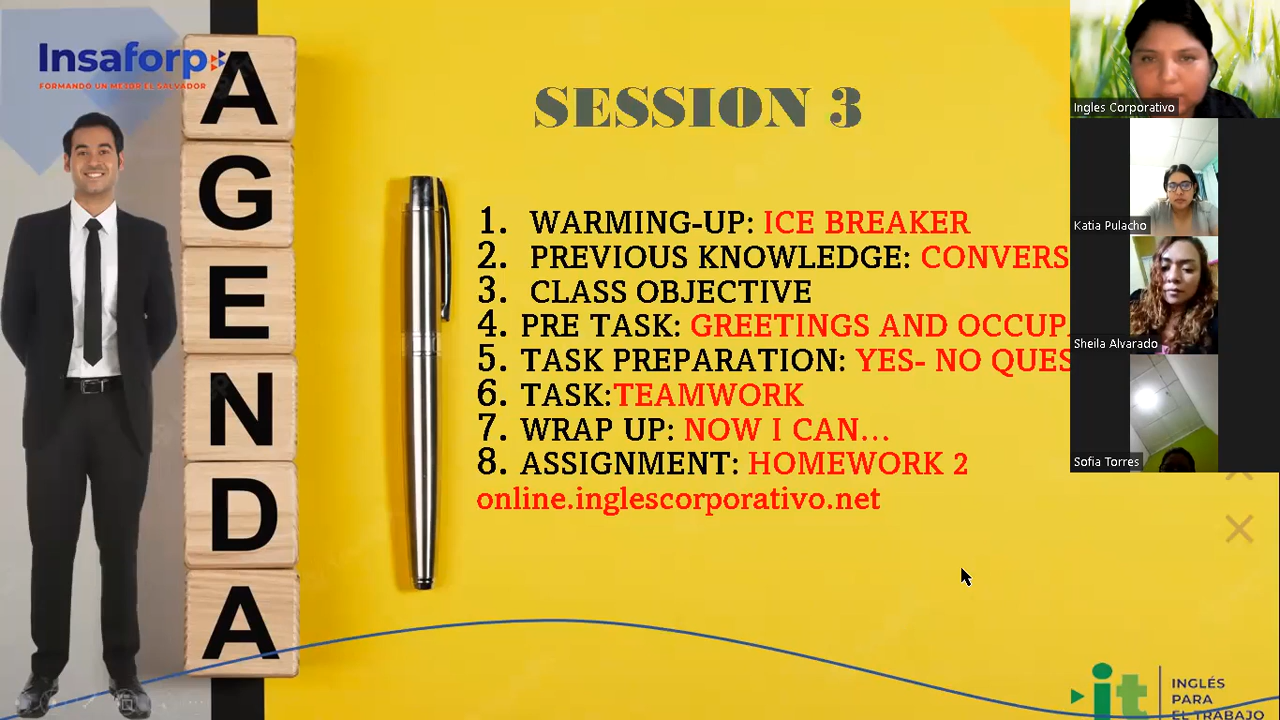 Insaforp
FORMANDO UN MEJOR EL SALVADOR
AGENDA
SESSION 3
1. WARMING-UP: ICE BREAKER
2. PREVIOUS KNOWLEDGE: CONVERS
3. CLASS OBJECTIVE
4. PRE TASK: GREETINGS AND OCCUP
5. TASK PREPARATION: YES- NO QUES
6. TASK:TEAMWORK
7. WRAP UP: NOW I CAN...
8. ASSIGNMENT: HOMEWORK 2
online.inglescorporativo.net
Ingles Corporativo
Katia Pulacho
Sheila Alvarado
Sofia Torres
it
INGLÉS
PARA
EL TRABAJO